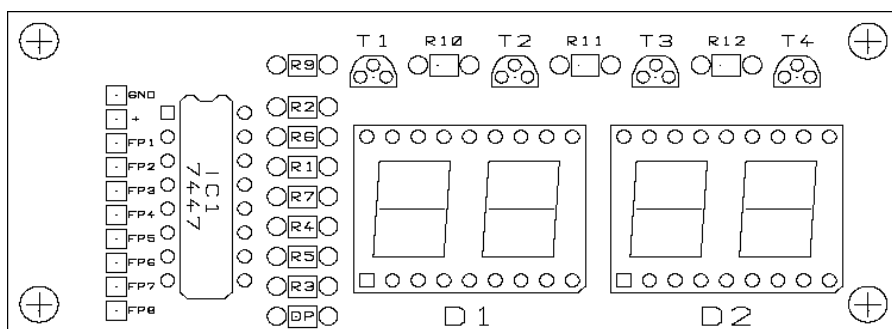 T1 R10 T2 R11 T3 R12 T4
R9
GND
+
FP1
FP2
FP3
FP4
FP5
FP6
FP7
FP8
IC1
7447
R2
R6
R1
R7
R4
R5
R3
DP
D1 D2